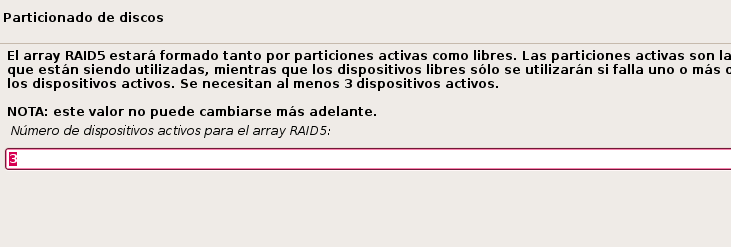 Particionado de discos
El array RAID5 estará formado tanto por particiones activas como libres. Las particiones activas son
que están siendo utilizadas, mientras que los dispositivos libres sólo se utilizarán si falla uno o más
los dispositivos activos. Se necesitan al menos 3 dispositivos activos.
NOTA: este valor no puede cambiarse más adelante.
Número de dispositivos activos para el array RAID5:
3